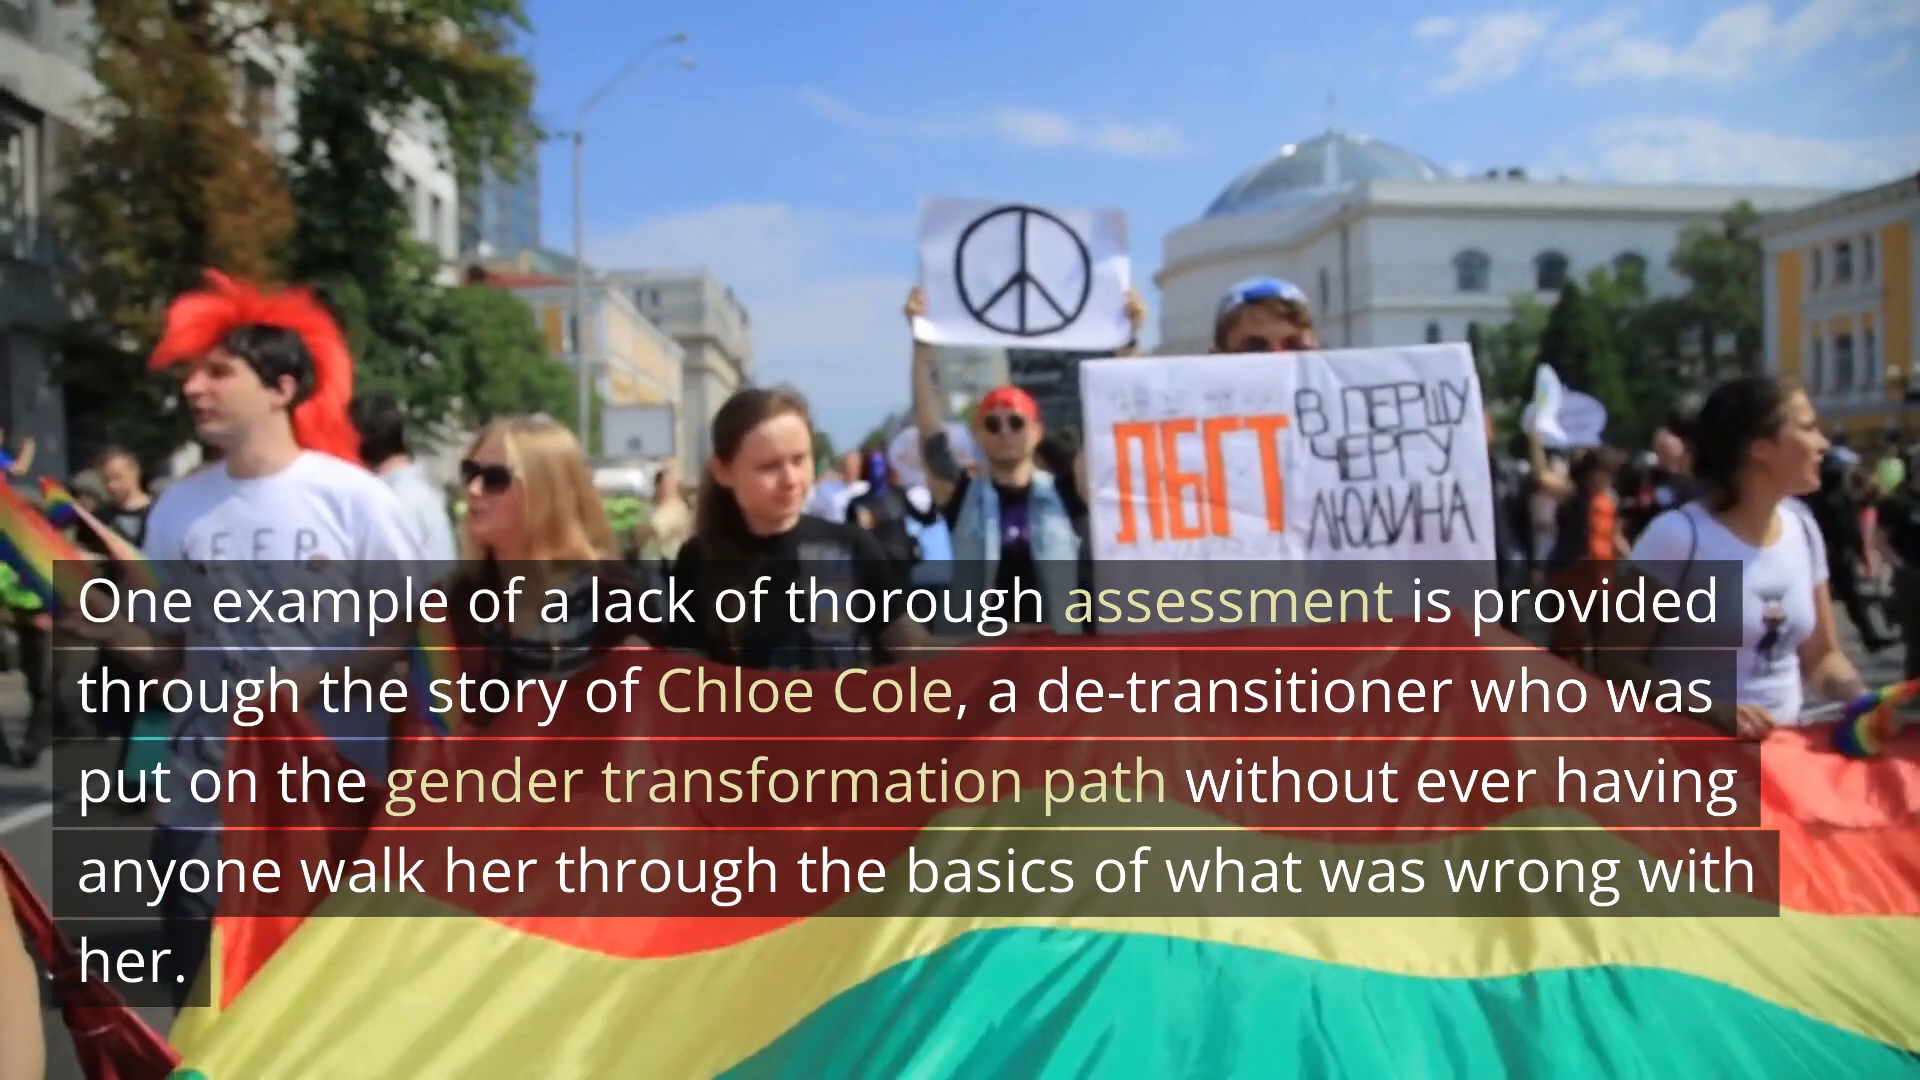 KEEP
ЛБГТ
В ПЕРШУ
ЧЕРГУ
ЛЮДИНА
One example of a lack of thorough assessment is provided
through the story of Chloe Cole, a de-transitioner who was
put on the gender transformation path without ever having
anyone walk her through the basics of what was wrong with
her.